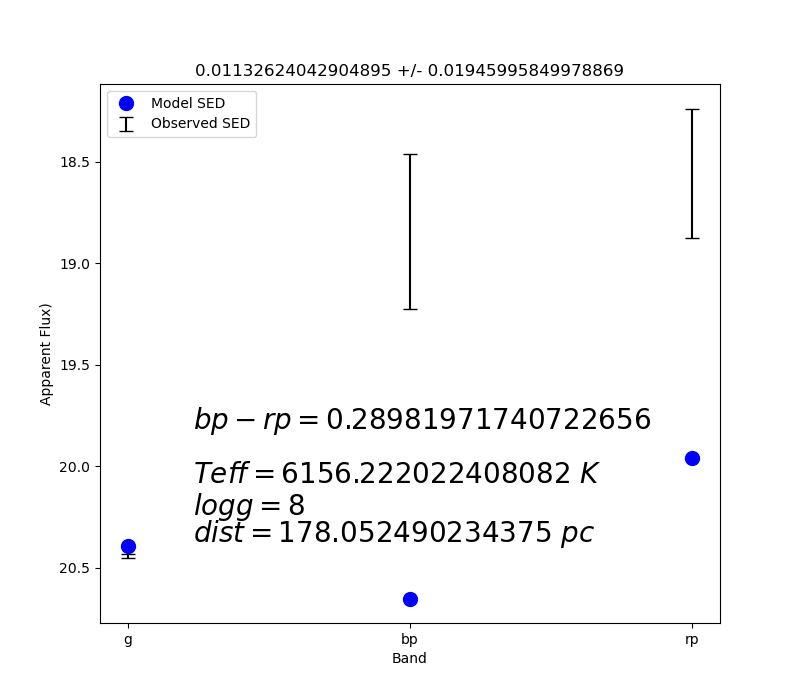 0.01132624042904895 +/- 0.01945995849978869
Model SED
Observed SED
18.5
19.0
19.5
20.0
20.5
Apparent Flux)
bp − rp = 0.28981971740722656
Teff = 6156.222022408082 K
logg = 8
dist = 178.052490234375 pc
g bp rp
Band